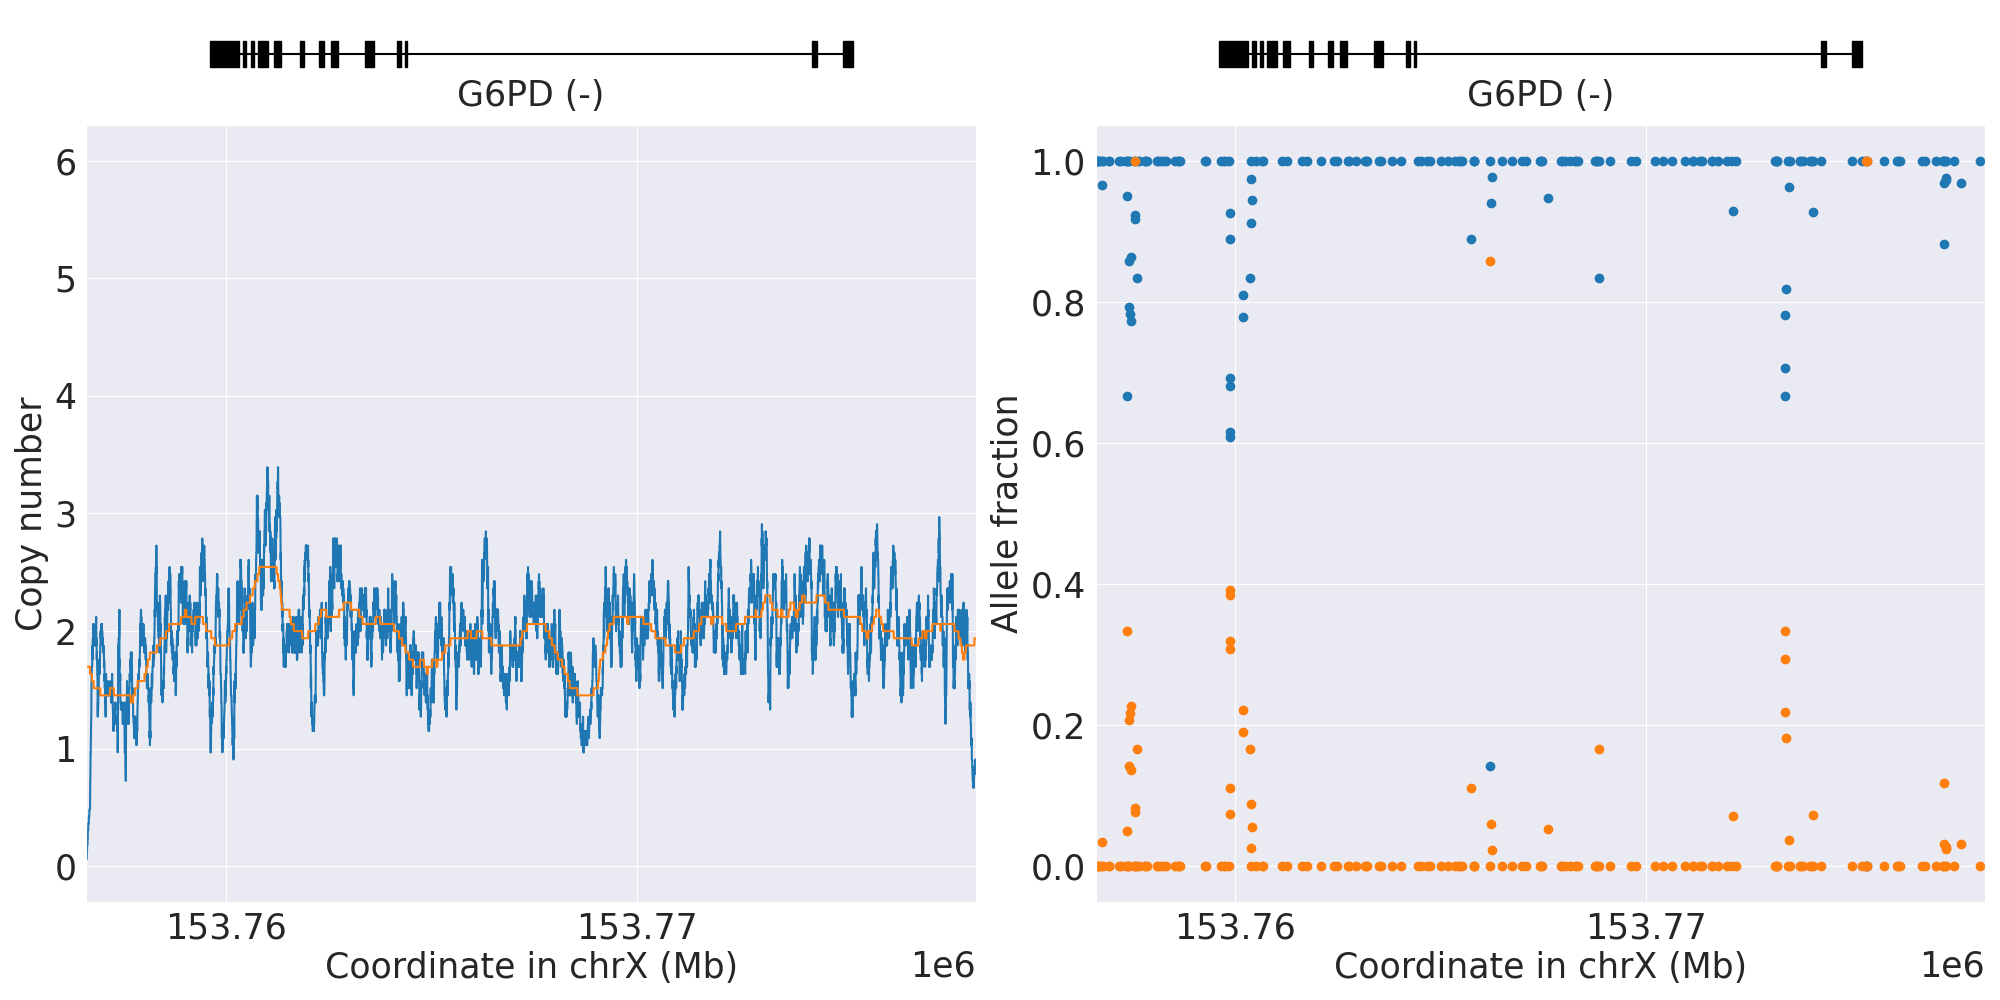 G6PD (-)
6
5
4
3
2
1
0
Copy number
153.76
153.77
Coordinate in chrX (Mb)
1e6
G6PD (-)
1.0
0.8
0.6
0.4
0.2
0.0
Allele fraction
153.76
153.77
Coordinate in chrX (Mb)
1e6